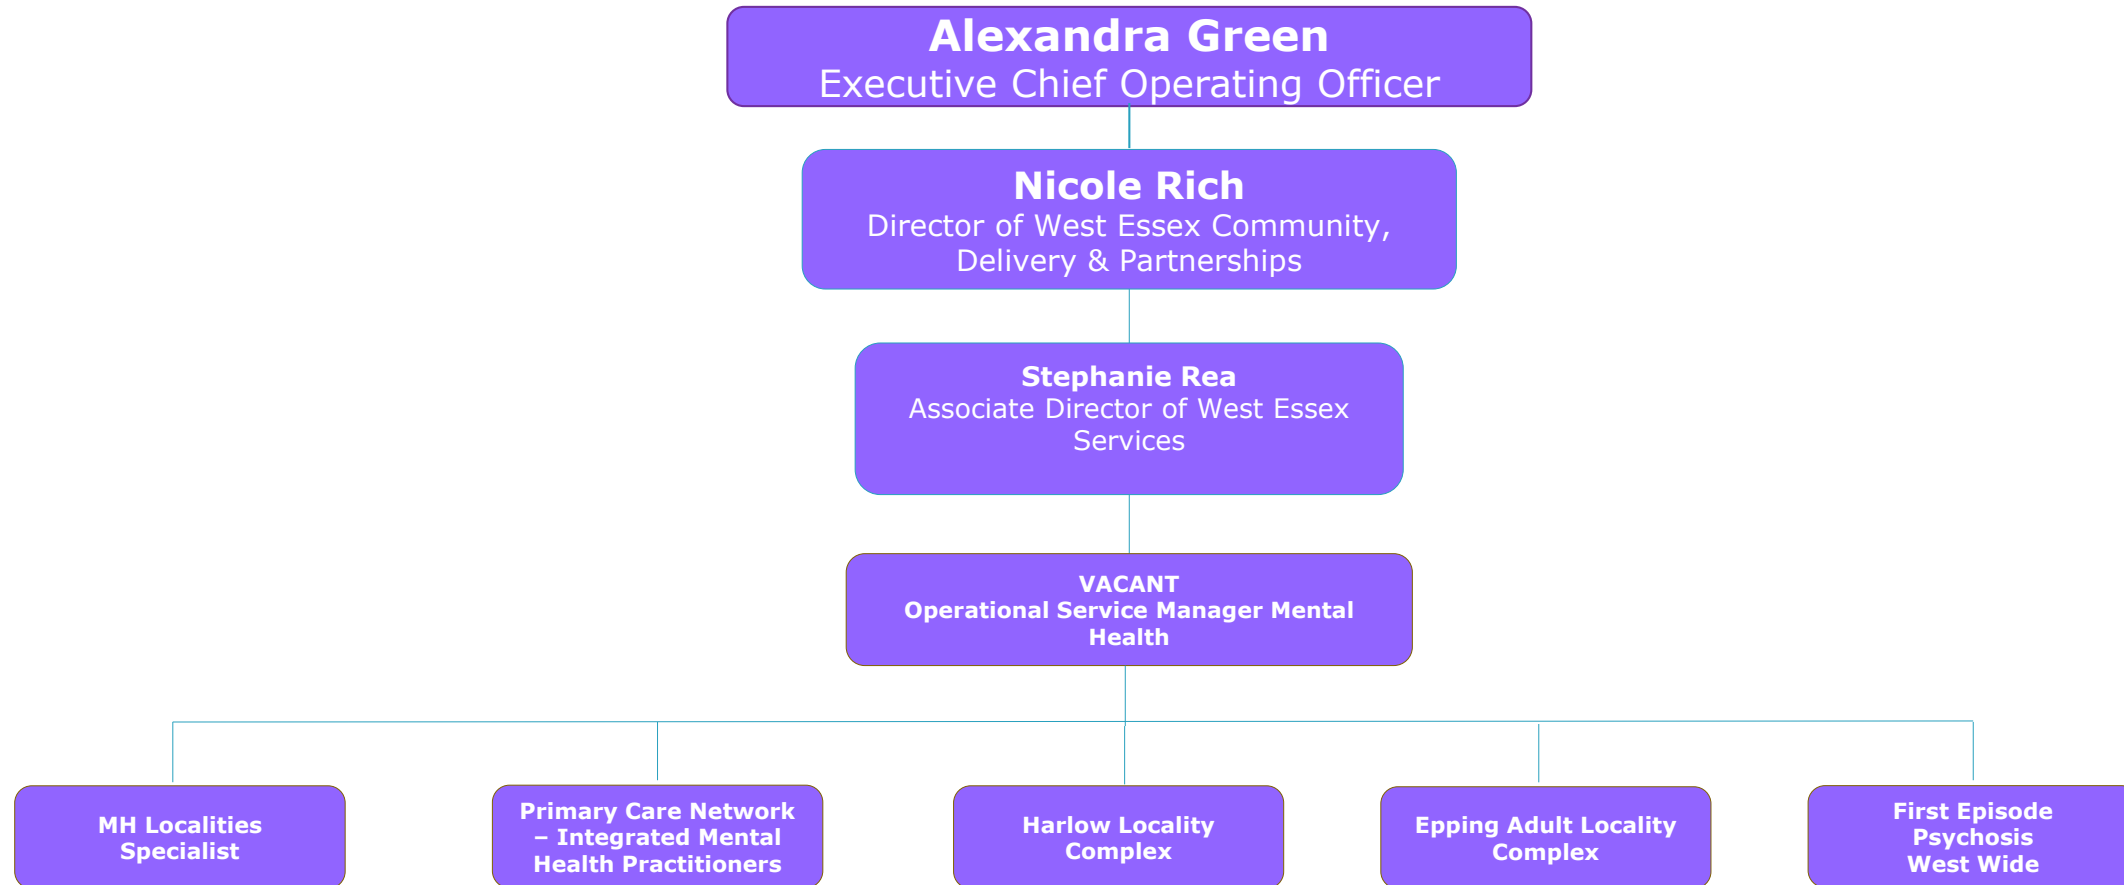 Alexandra Green
Executive Chief Operating Officer
Nicole Rich
Director of West Essex Community,
Delivery & Partnerships
Stephanie Rea
Associate Director of West Essex
Services
VACANT
Operational Service Manager Mental
Health
MH Localities
Specialist
Primary Care Network
– Integrated Mental
Health Practitioners
Harlow Locality
Complex
Epping Adult Locality
Complex
First Episode
Psychosis
West Wide